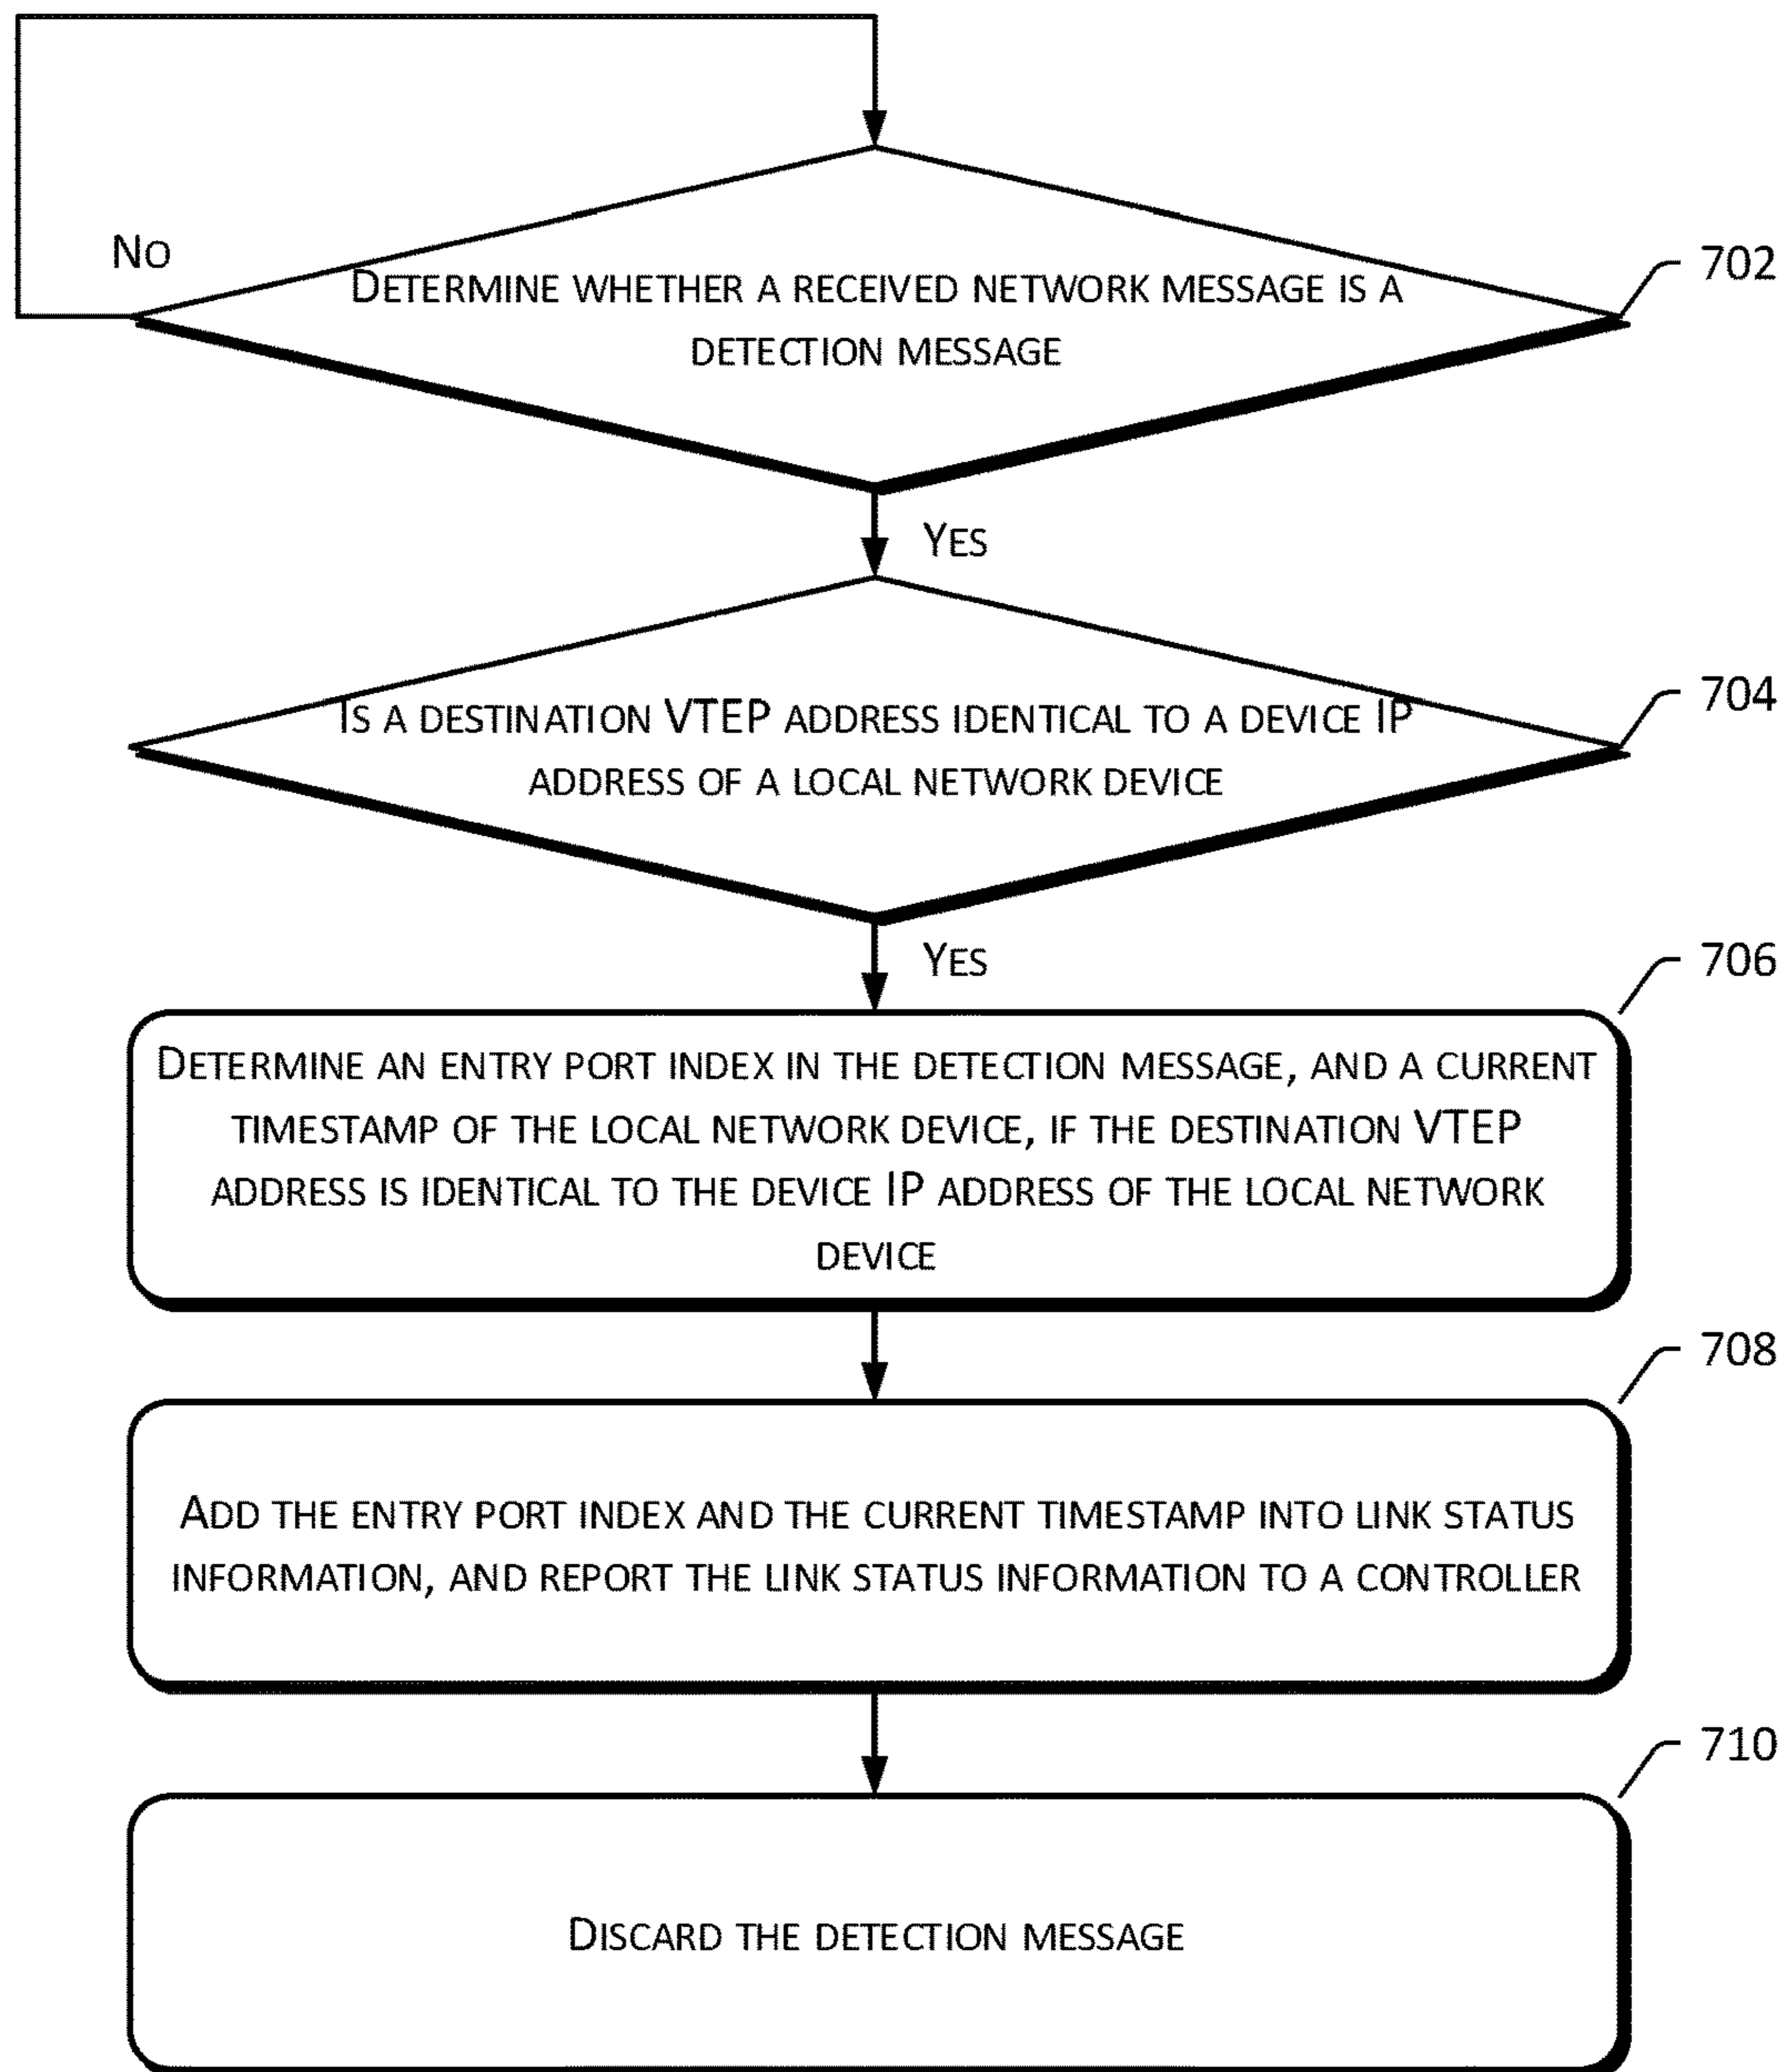 No
Determine whether a received network message is a
detection message
702
Yes
Is a destination VTEP address identical to a device IP
address of a local network device
704
Yes
706
Determine an entry port index in the detection message, and a current
timestamp of the local network device, if the destination VTEP
address is identical to the device IP address of the local network
device
708
Add the entry port index and the current timestamp into link status
information, and report the link status information to a controller
710
Discard the detection message